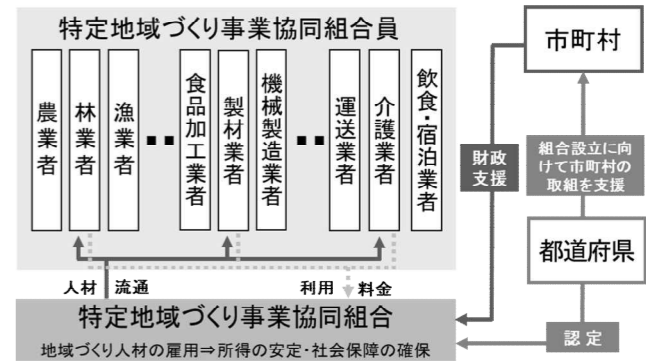 特定地域づくり事業協同組合員
農業者
林業者
漁業者
食品加工業者
製材業者
機械製造業者
運送業者
介護業者
飲食・宿泊業者
人材 流通
利用 料金
特定地域づくり事業協同組合
地域づくり人材の雇用⇒所得の安定・社会保障の確保
市町村
財政
支援
組合設立に向
けて市町村の
取組を支援
都道府県
認定